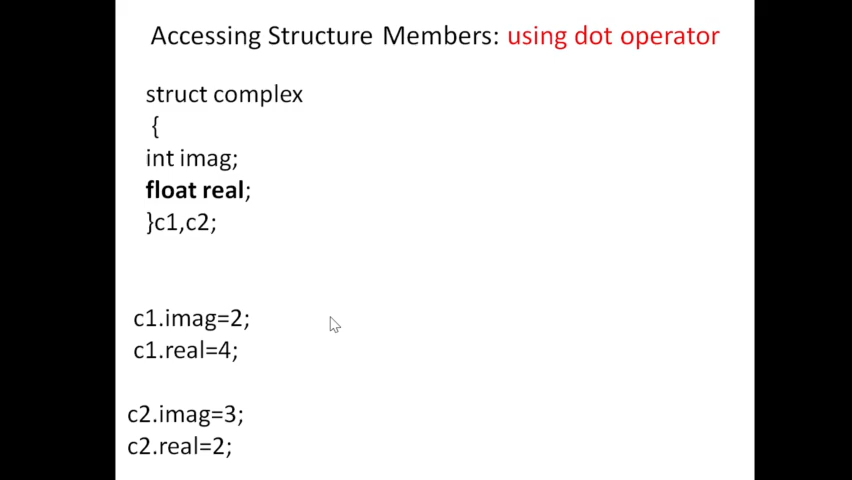 Accessing Structure Members: using dot operator
struct complex
{
int imag;
float real;
}c1,c2;
c1.imag=2;
c1.real=4;
c2.imag=3;
c2.real=2;